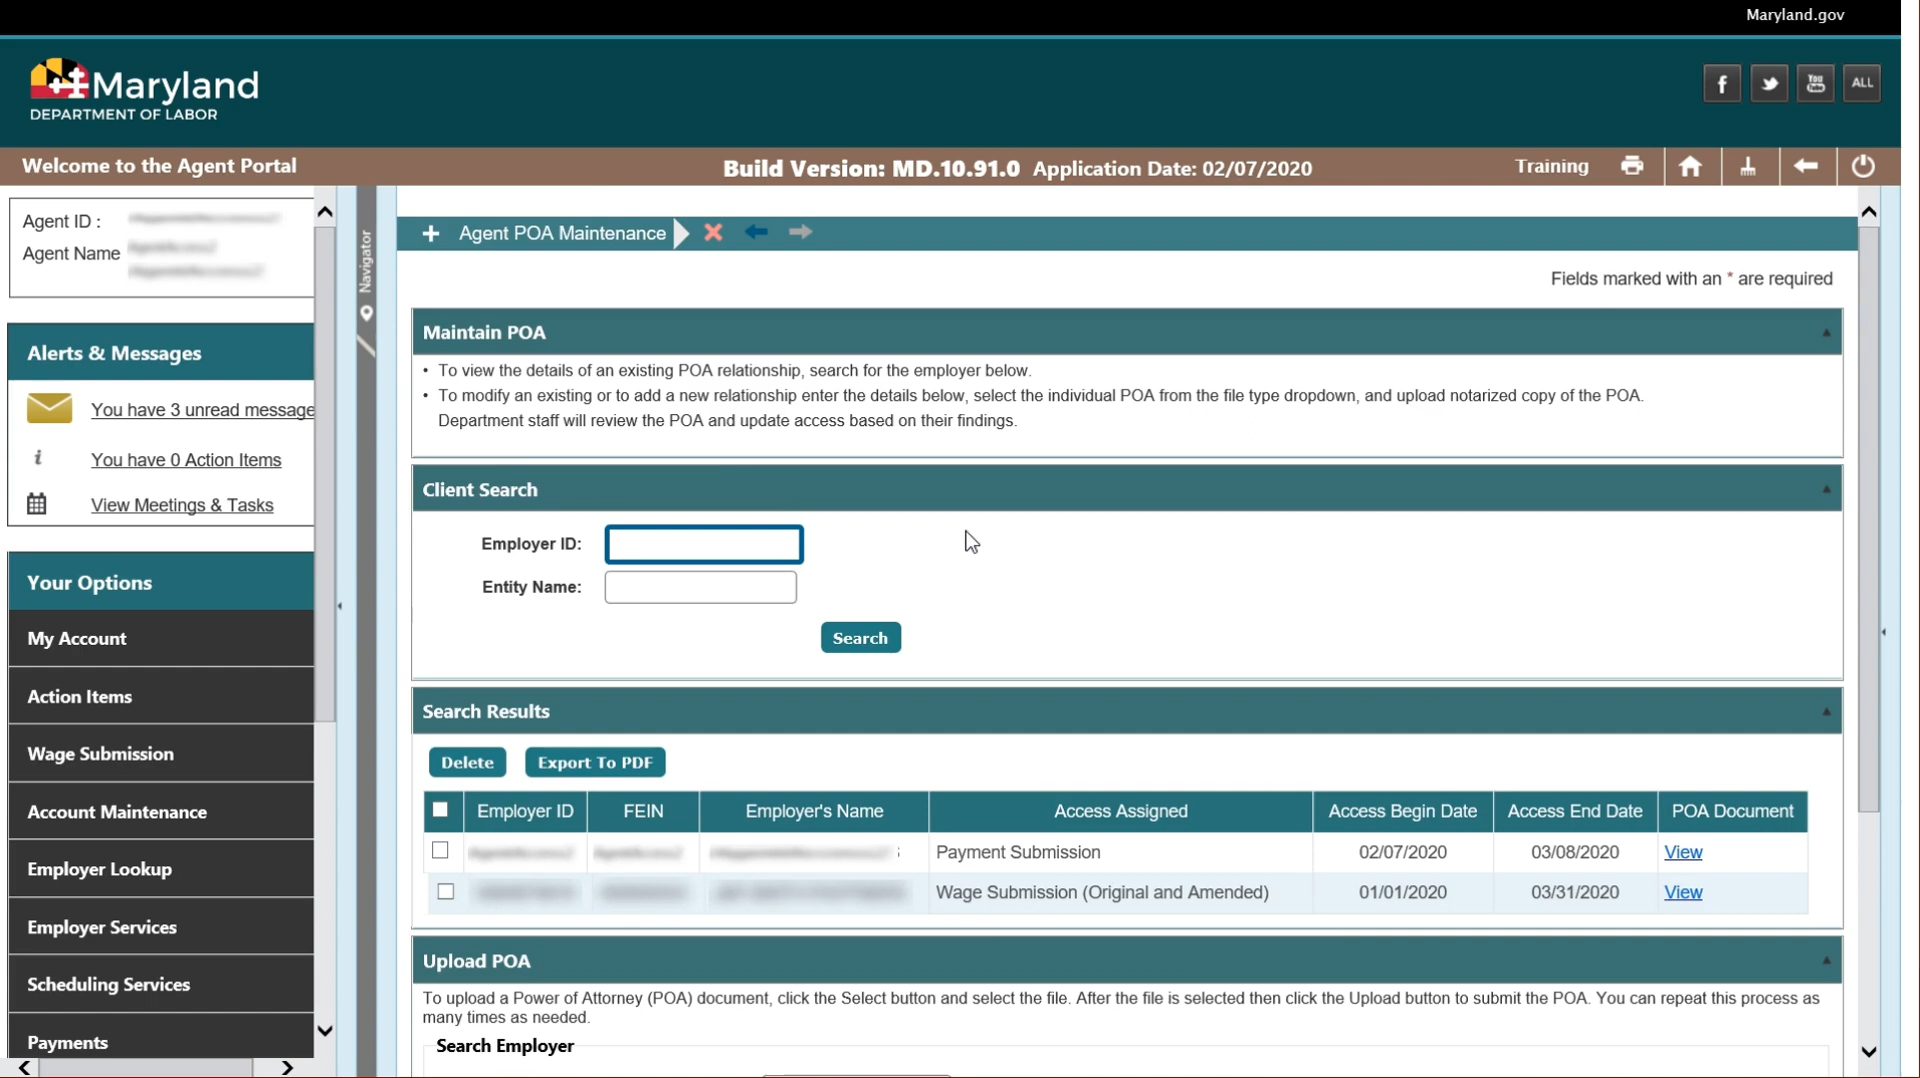 Maryland.gov
Maryland
DEPARTMENT OF LABOR
f
You
ALL
Welcome to the Agent Portal
Build Version: MD.10.91.0 Application Date: 02/07/2020
Training
Agent ID :
Agent Name
Navigator
Agent POA Maintenance
Fields marked with an * are required
Alerts & Messages
You have 3 unread message
You have 0 Action Items
View Meetings & Tasks
Your Options
My Account
Action Items
Wage Submission
Account Maintenance
Employer Lookup
Employer Services
Scheduling Services
Payments
Maintain POA
• To view the details of an existing POA relationship, search for the employer below.
• To modify an existing or to add a new relationship enter the details below, select the individual POA from the file type dropdown, and upload notarized copy of the POA.
Department staff will review the POA and update access based on their findings.
Client Search
Employer ID:
Entity Name:
Search
Search Results
Delete Export To PDF
Employer ID FEIN Employer's Name Access Assigned Access Begin Date Access End Date POA Document
Payment Submission 02/07/2020 03/08/2020 View
Wage Submission (Original and Amended) 01/01/2020 03/31/2020 View
Upload POA
To upload a Power of Attorney (POA) document, click the Select button and select the file. After the file is selected then click the Upload button to submit the POA. You can repeat this process as
many times as needed.
Search Employer